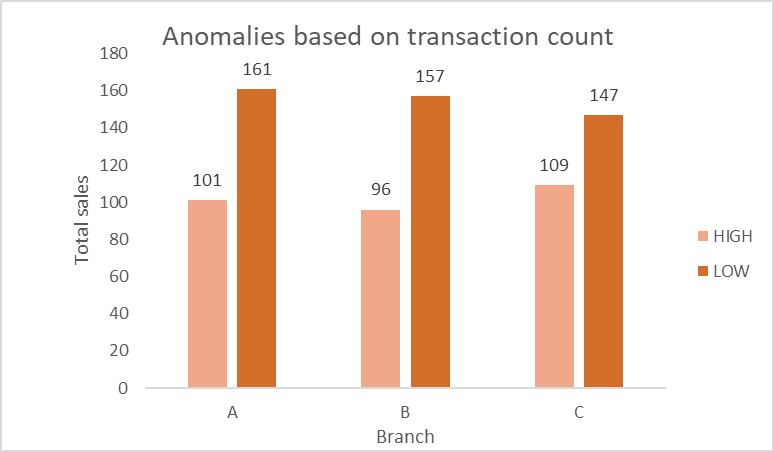 Anomalies based on transaction count
Total sales
180
160
140
120
100
80
60
40
20
0
101
161
96
157
109
147
A
B
C
Branch
HIGH
LOW